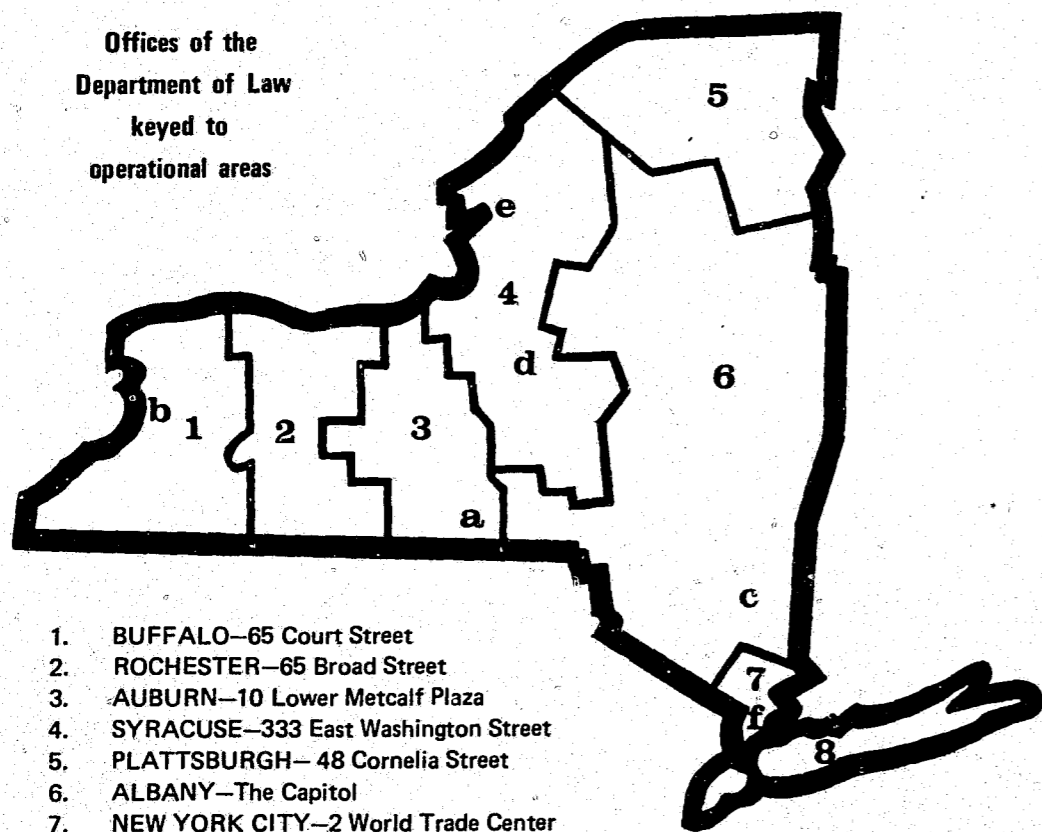 Offices of the
Department of Law
keyed to
operational areas
5
e
4
d
6
b
1
2
3
a
c
7
f
8
1. BUFFALO—65 Court Street
2. ROCHESTER—65 Broad Street
3. AUBURN—10 Lower Metcalf Plaza
4. SYRACUSE—333 East Washington Street
5. PLATTSBURGH— 48 Cornelia Street
6. ALBANY—The Capitol
7. NEW YORK CITY—2 World Trade Center